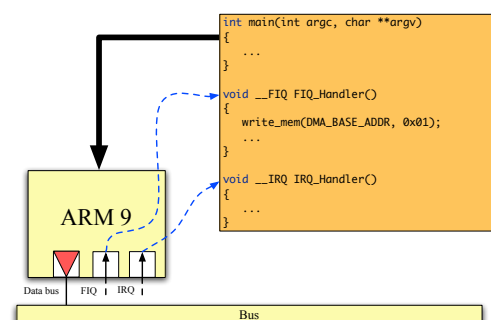 int main(int argc, char **argv)
{
...
}
void __FIQ FIQ_Handler()
{
write_mem(DMA_BASE_ADDR, 0x01);
...
}
void __IRQ IRQ_Handler()
{
...
}
ARM 9
Data bus
FIQ
IRQ
Bus